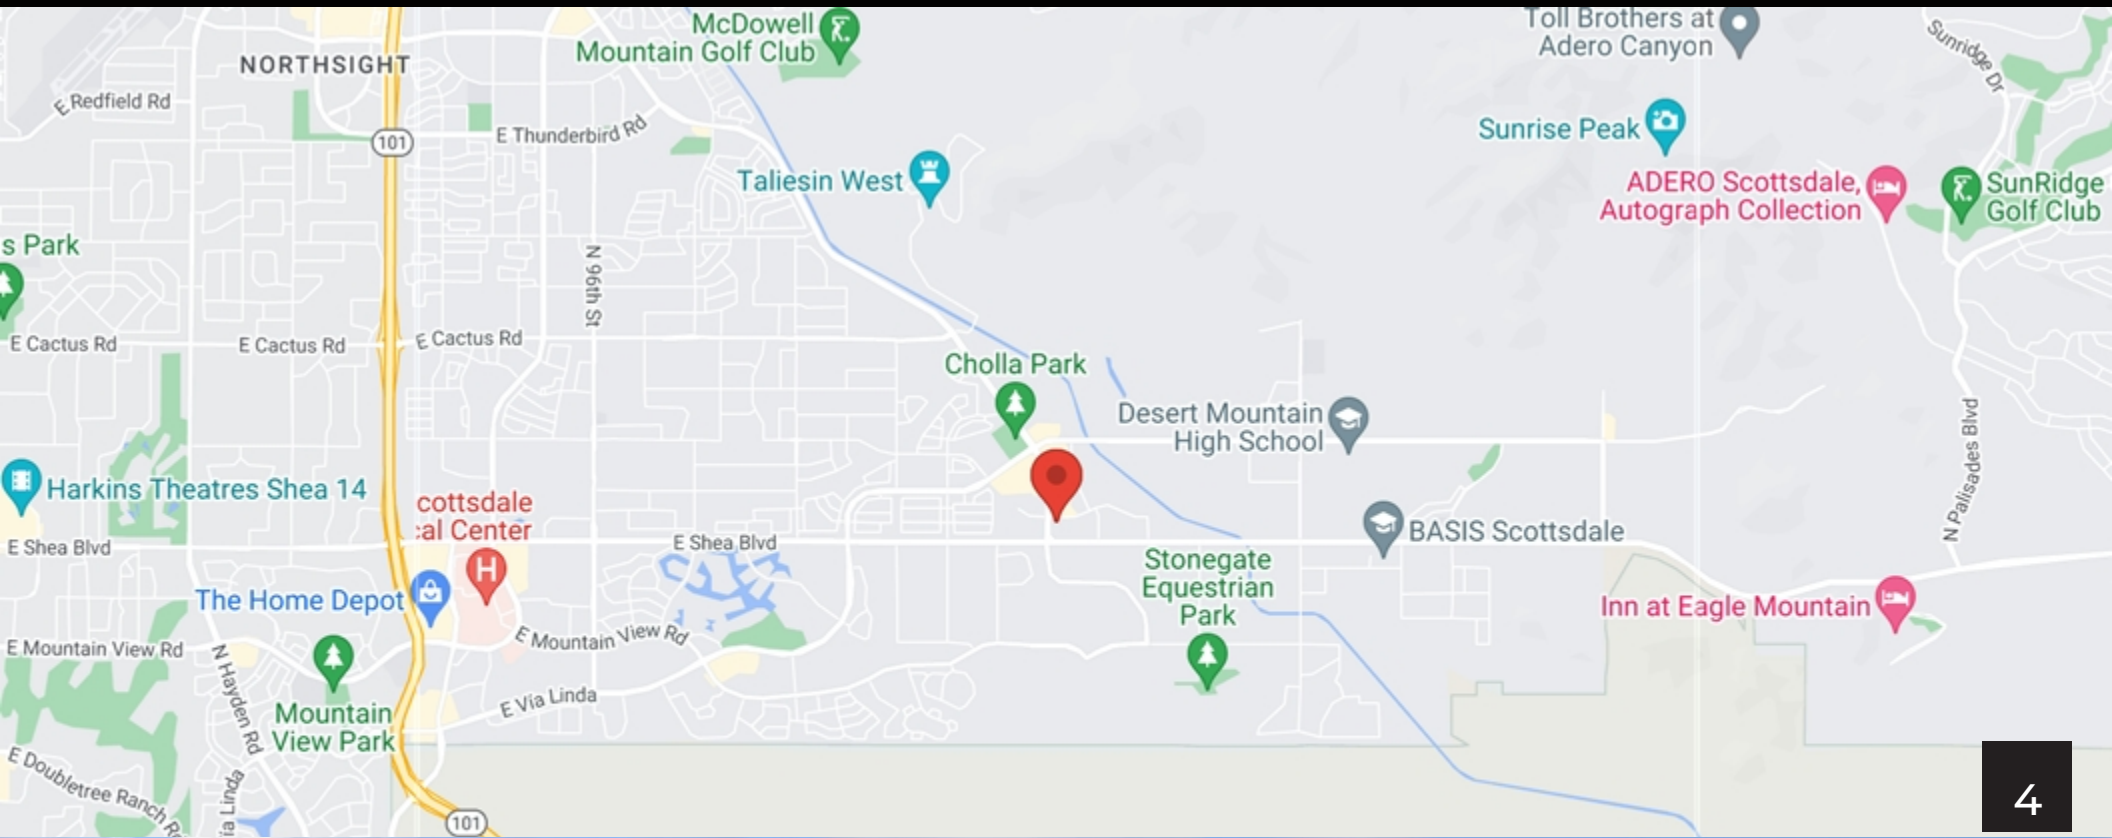 McDowell
Mountain Golf Club
Toll Brothers at
Adero Canyon
Sunridge Dr
NORTHSIGHT
E Redfield Rd
101
E Thunderbird Rd
Sunrise Peak
Taliesin West
ADERO Scottsdale,
Autograph Collection
SunRidge
Golf Club
s Park
N 96th St
E Cactus Rd
E Cactus Rd
E Cactus Rd
Cholla Park
Desert Mountain
High School
N Palisades Blvd
Harkins Theatres Shea 14
cottsdale
cal Center
H
E Shea Blvd
E Shea Blvd
BASIS Scottsdale
Stonegate
Equestrian
Park
The Home Depot
Inn at Eagle Mountain
E Mountain View Rd
E Mountain View Rd
N Hayden Rd
E Via Linda
Mountain
View Park
E Doubletree Ranch R
ia Linda
101
4